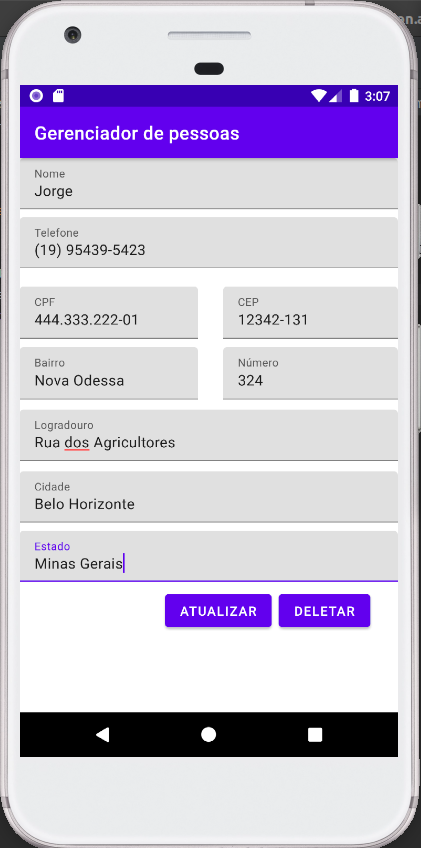 3:07
Gerenciador de pessoas
Nome
Jorge
Telefone
(19) 95439-5423
CPF
444.333.222-01
CEP
12342-131
Bairro
Nova Odessa
Número
324
Logradouro
Rua dos Agricultores
Cidade
Belo Horizonte
Estado
Minas Gerais
ATUALIZAR DELETAR